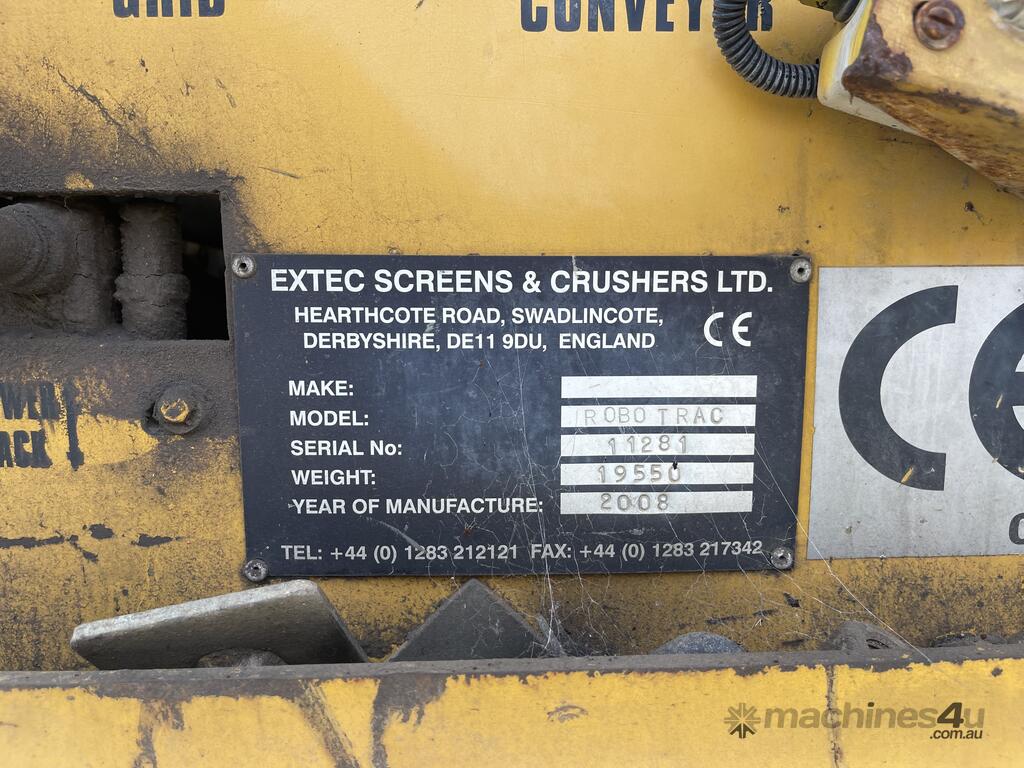 GRID
CONVEYOR
EXTEC SCREENS & CRUSHERS LTD.
HEARTHCOTE ROAD, SWADLINCOTE,
DERBYSHIRE, DE11 9DU, ENGLAND
CE
MAKE:
MODEL: ROBOTRAC
SERIAL No: 11281
WEIGHT: 19550
YEAR OF MANUFACTURE: 2008
TEL: +44 (0) 1283 212121 FAX: +44 (0) 1283 217342
CE
machines4u
.com.au